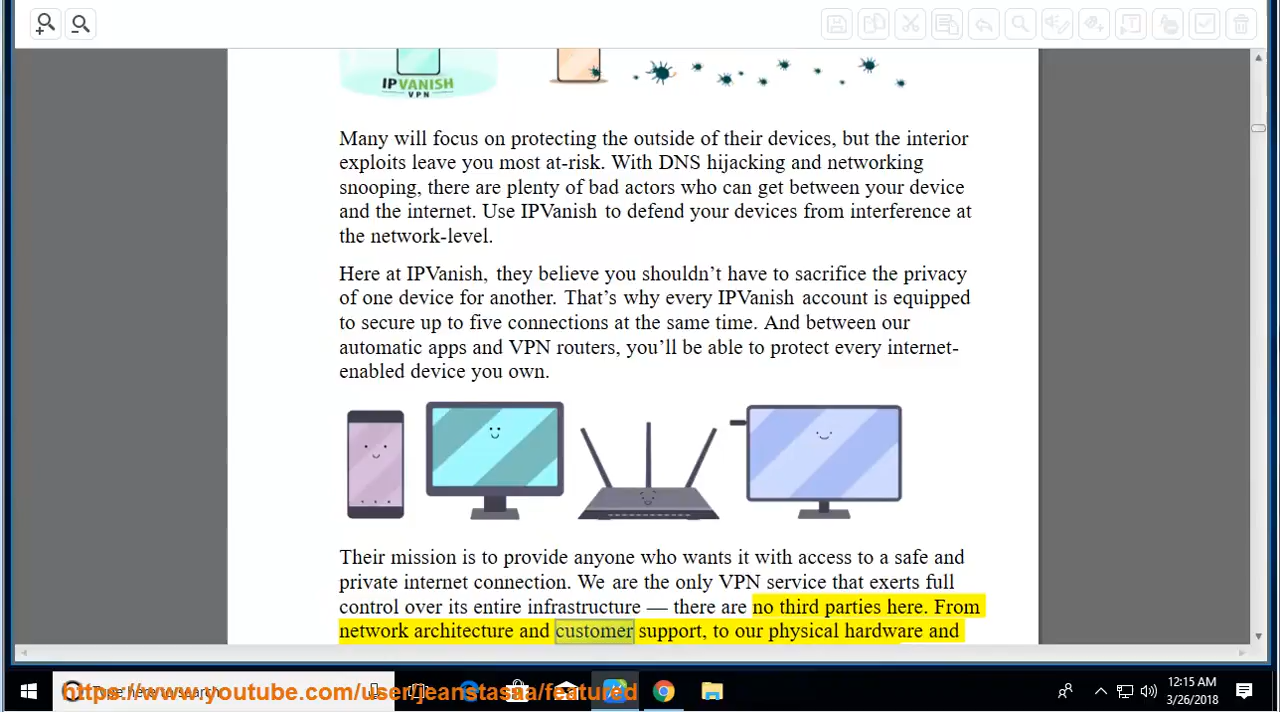 IPVANISH
VPN
Many will focus on protecting the outside of their devices, but the interior
exploits leave you most at-risk. With DNS hijacking and networking
snooping, there are plenty of bad actors who can get between your device
and the internet. Use IPVanish to defend your devices from interference at
the network-level.
Here at IPVanish, they believe you shouldn’t have to sacrifice the privacy
of one device for another. That’s why every IPVanish account is equipped
to secure up to five connections at the same time. And between our
automatic apps and VPN routers, you’ll be able to protect every internet-
enabled device you own.
Their mission is to provide anyone who wants it with access to a safe and
private internet connection. We are the only VPN service that exerts full
control over its entire infrastructure — there are no third parties here. From
network architecture and customer support, to our physical hardware and
Type here to search
https://www.youtube.com/user/jeanstasaa/featured
12:15 AM
3/26/2018